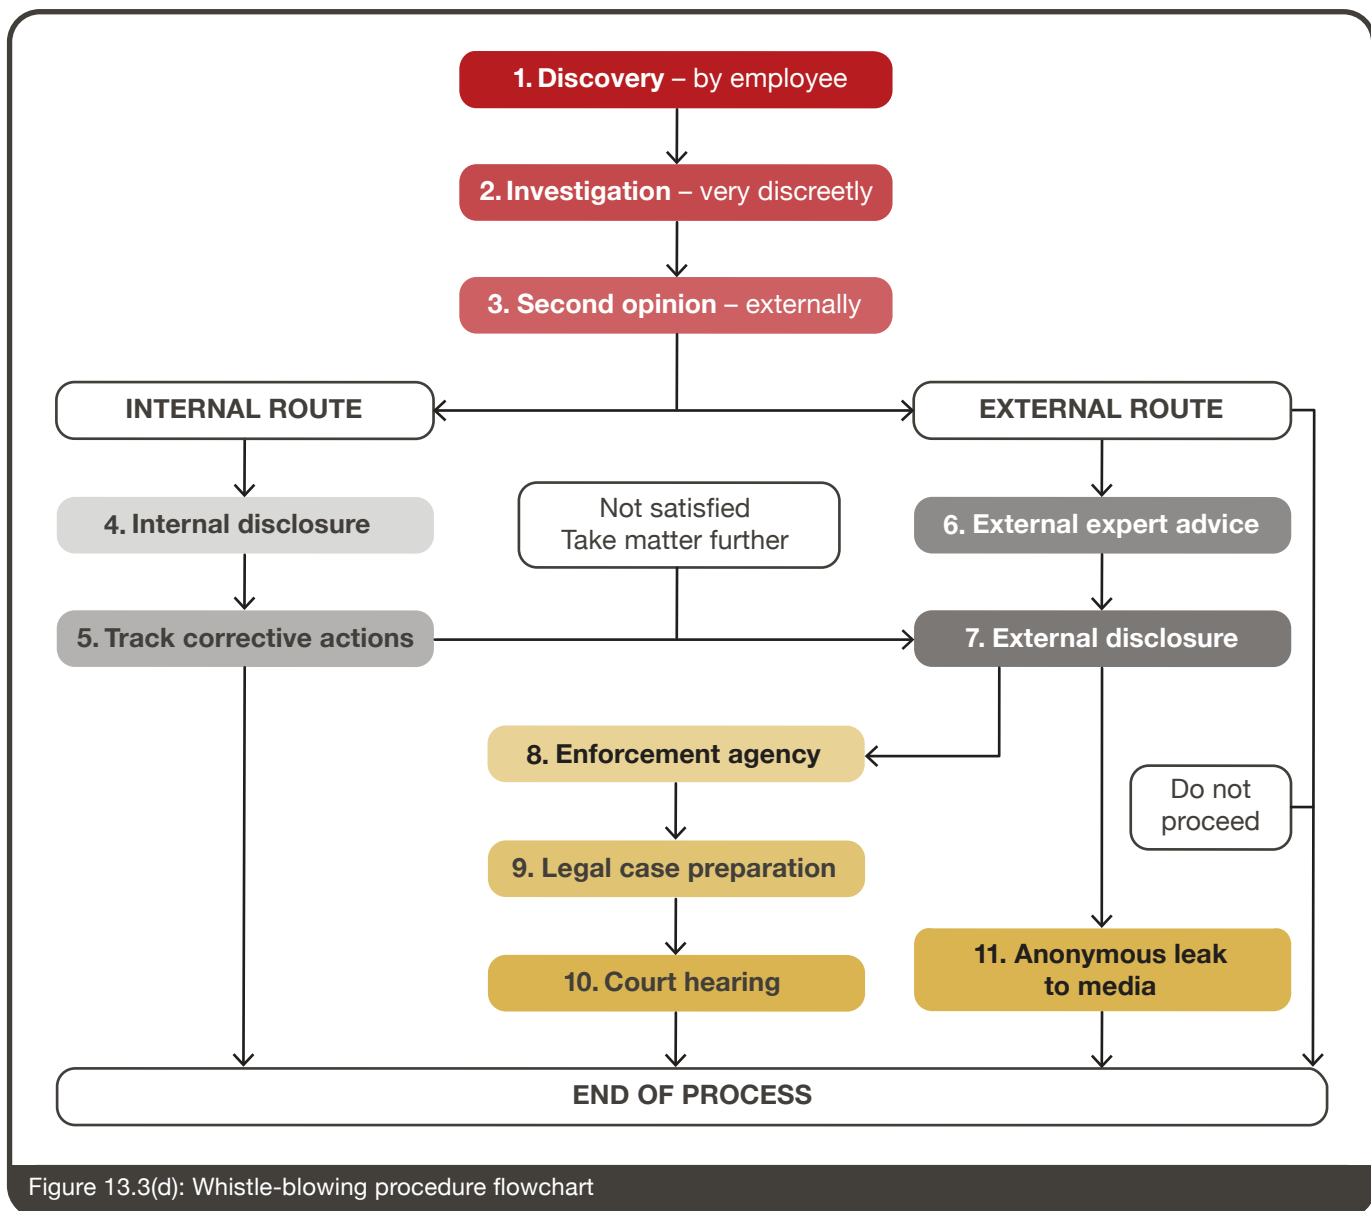 1. Discovery – by employee
2. Investigation – very discreetly
3. Second opinion – externally
INTERNAL ROUTE
EXTERNAL ROUTE
4. Internal disclosure
Not satisfied
Take matter further
6. External expert advice
5. Track corrective actions
7. External disclosure
8. Enforcement agency
Do not
proceed
9. Legal case preparation
11. Anonymous leak
to media
10. Court hearing
END OF PROCESS
Figure 13.3(d): Whistle-blowing procedure flowchart